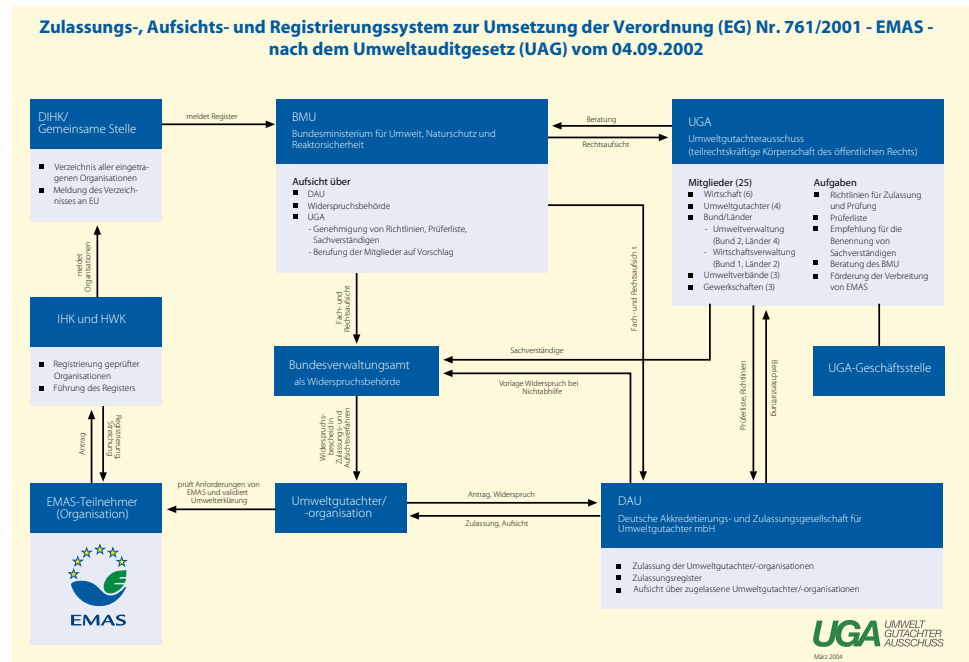 Zulassungs-, Aufsichts- und Registrierungssystem zur Umsetzung der Verordnung (EG) Nr. 761/2001 - EMAS -
nach dem Umweltauditgesetz (UAG) vom 04.09.2002
DIHK/
Gemeinsame Stelle
Verzeichnis aller eingetra-
genen Organisationen
Meldung des Verzeich-
nisses an EU
meldet Register
BMU
Bundesministerium für Umwelt, Naturschutz und
Reaktorsicherheit
Aufsicht über
DAU
Widerspruchsbehörde
UGA
- Genehmigung von Richtlinien, Prüferliste,
Sachverständigen
- Berufung der Mitglieder auf Vorschlag
Beratung
Rechtsaufsicht
UGA
Umweltgutachterausschuss
(teilrechtskräftige Körperschaft des öffentlichen Rechts)
Mitglieder (25)
Wirtschaft (6)
Umweltgutachter (4)
Bund/Länder
- Umweltverwaltung
(Bund 2, Länder 4)
- Wirtschaftsverwaltung
(Bund 1, Länder 2)
Umweltverbände (3)
Gewerkschaften (3)
Aufgaben
Richtlinien für Zulassung
und Prüfung
Prüferliste
Empfehlung für die
Benennung von
Sachverständigen
Beratung des BMU
Förderung der Verbreitung
von EMAS
meldet
Organisationen
Fach- und
Rechtsaufsicht
Fach- und Rechtsaufsich t
IHK und HWK
Registrierung geprüfter
Organisationen
Führung des Registers
Bundesverwaltungsamt
als Widerspruchsbehörde
Sachverständige
Vorlage Widerspruch bei
Nichtabhilfe
Prüferliste, Richtlinien
Berichterstattung
UGA-Geschäftsstelle
Antrag
Registrierung,
Streichung
Widerspruchs-
bescheid in
Zulassungs- und
Aufsichtsverfahren
EMAS-Teilnehmer
(Organisation)
EMAS
prüft Anforderungen von
EMAS und validiert
Umwelterklärung
Umweltgutachter/
-organisation
Antrag, Widerspruch
Zulassung, Aufsicht
DAU
Deutsche Akkredetierungs- und Zulassungsgesellschaft für
Umweltgutachter mbH
Zulassung der Umweltgutachter/-organisationen
Zulassungsregister
Aufsicht über zugelassene Umweltgutachter/-organisationen
UGA UMWELT
GUTACHTER
AUSSCHUSS
März 2004